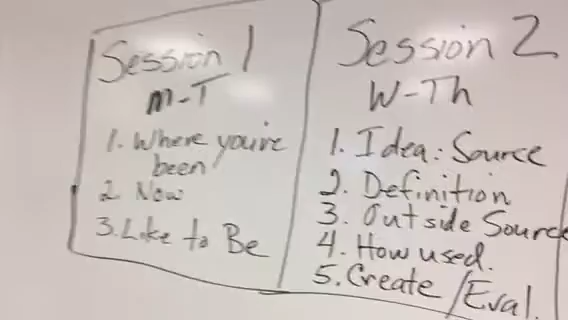 Session 1
M-T
1. Where you're
been
2 Now
3. Like to Be
Session 2
W-Th
1. Idea: Source
2. Definition
3. Outside Source
4. How used.
5. Create/Eval.